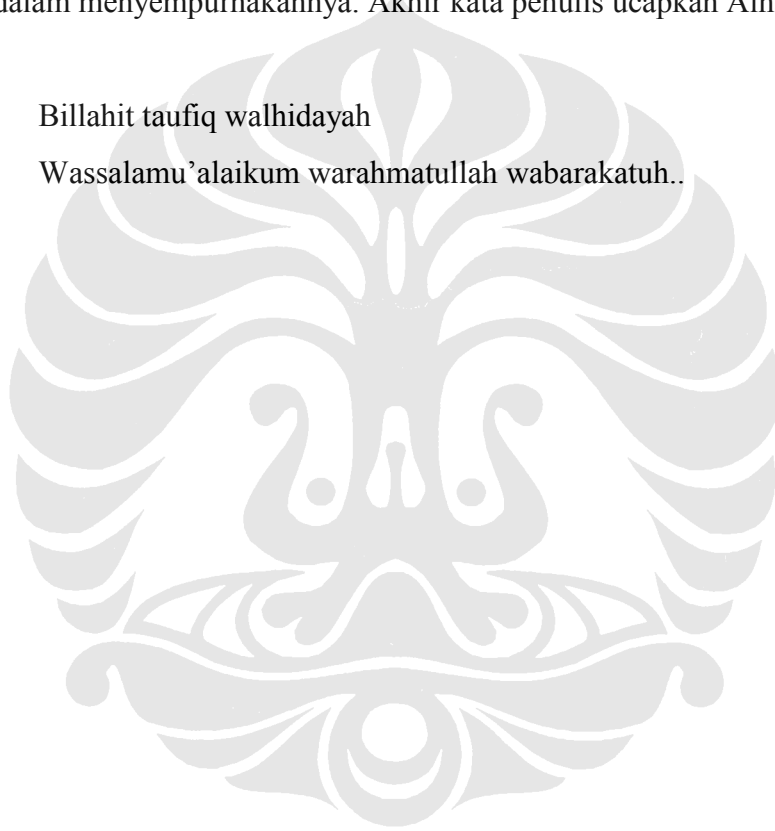 dalam menyempurnakannya. Akhir kata penulis ucapkan
Billahit taufiq walhidayah
Wassalamu’alaikum warahmatullah wabarakatuh..